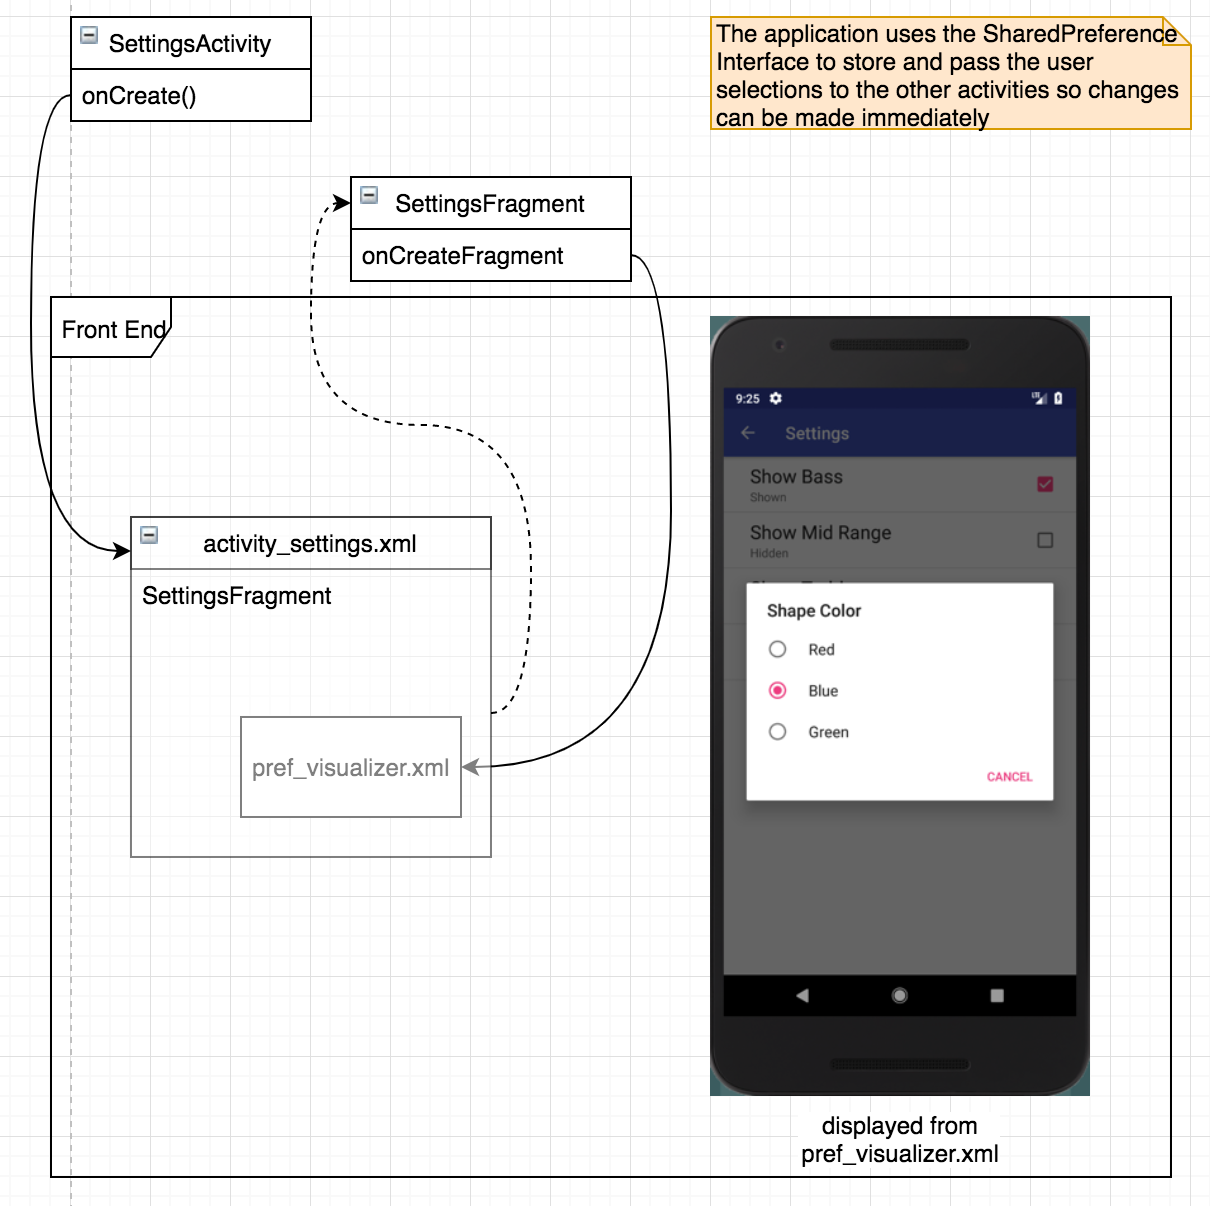 SettingsActivity
onCreate()
The application uses the SharedPreference
Interface to store and pass the user
selections to the other activities so changes
can be made immediately
SettingsFragment
onCreateFragment
Front End
activity_settings.xml
SettingsFragment
pref_visualizer.xml
9:25
LTE
Settings
Show Bass
Shown
Show Mid Range
Hidden
Shape Color
Red
Blue
Green
CANCEL
displayed from
pref_visualizer.xml